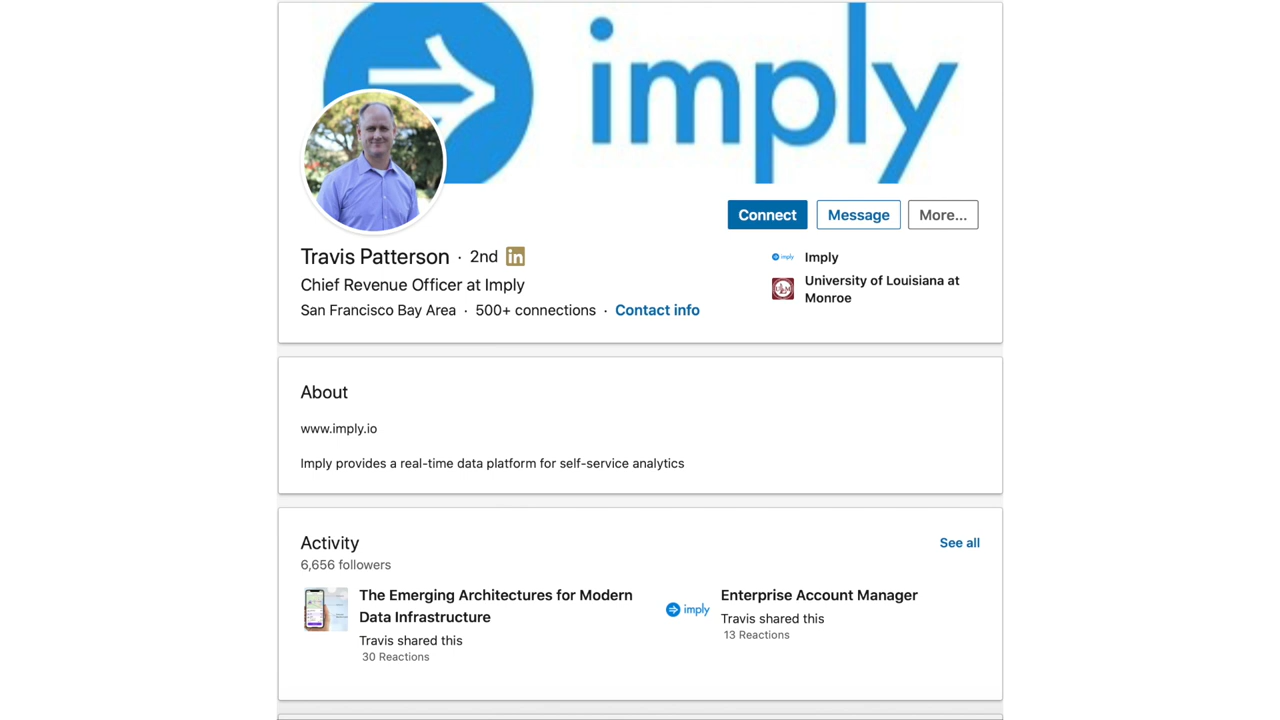 imply
Connect
Message
More...
Travis Patterson · 2nd in
Chief Revenue Officer at Imply
San Francisco Bay Area · 500+ connections · Contact info
imply Imply
University of Louisiana at
Monroe
About
www.imply.io
Imply provides a real-time data platform for self-service analytics
Activity
See all
6,656 followers
The Emerging Architectures for Modern
Data Infrastructure
Travis shared this
30 Reactions
imply
Enterprise Account Manager
Travis shared this
13 Reactions